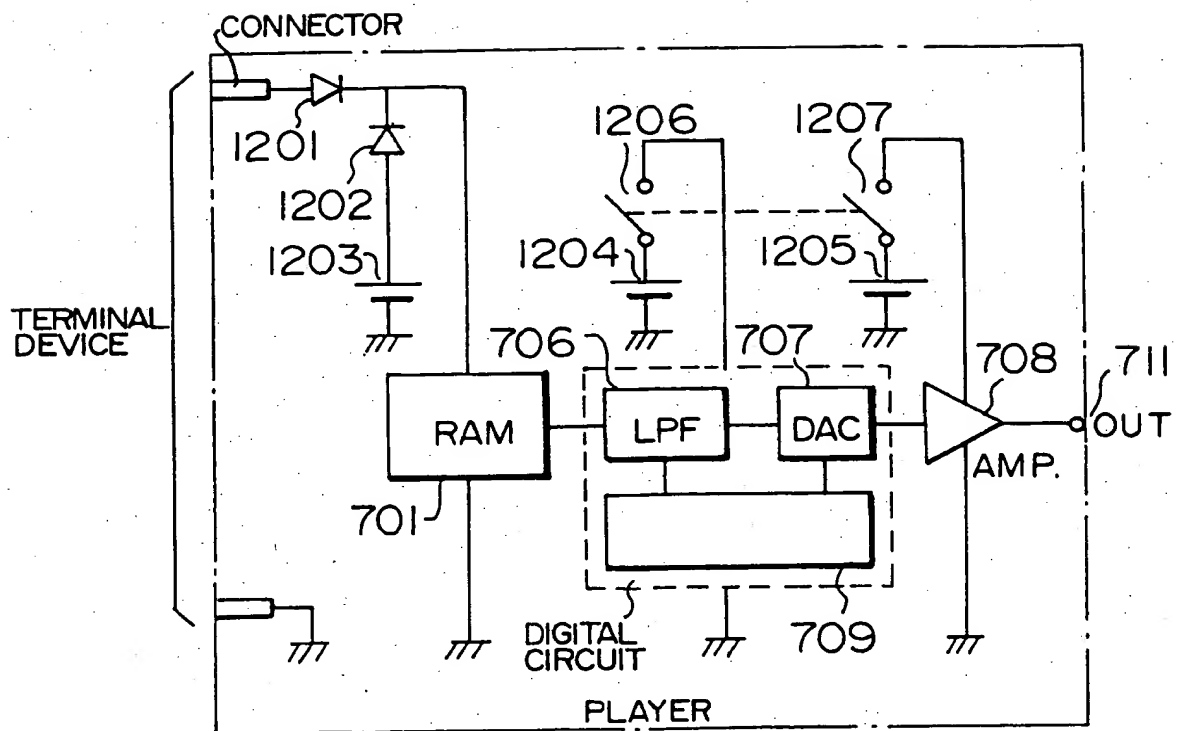 CONNECTOR
1201
1202
1203
1206
1207
1204
1205
TERMINAL
DEVICE
706
707
708
711
RAM
LPF
DAC
OUT
AMP.
701
DIGITAL
CIRCUIT
709
PLAYER